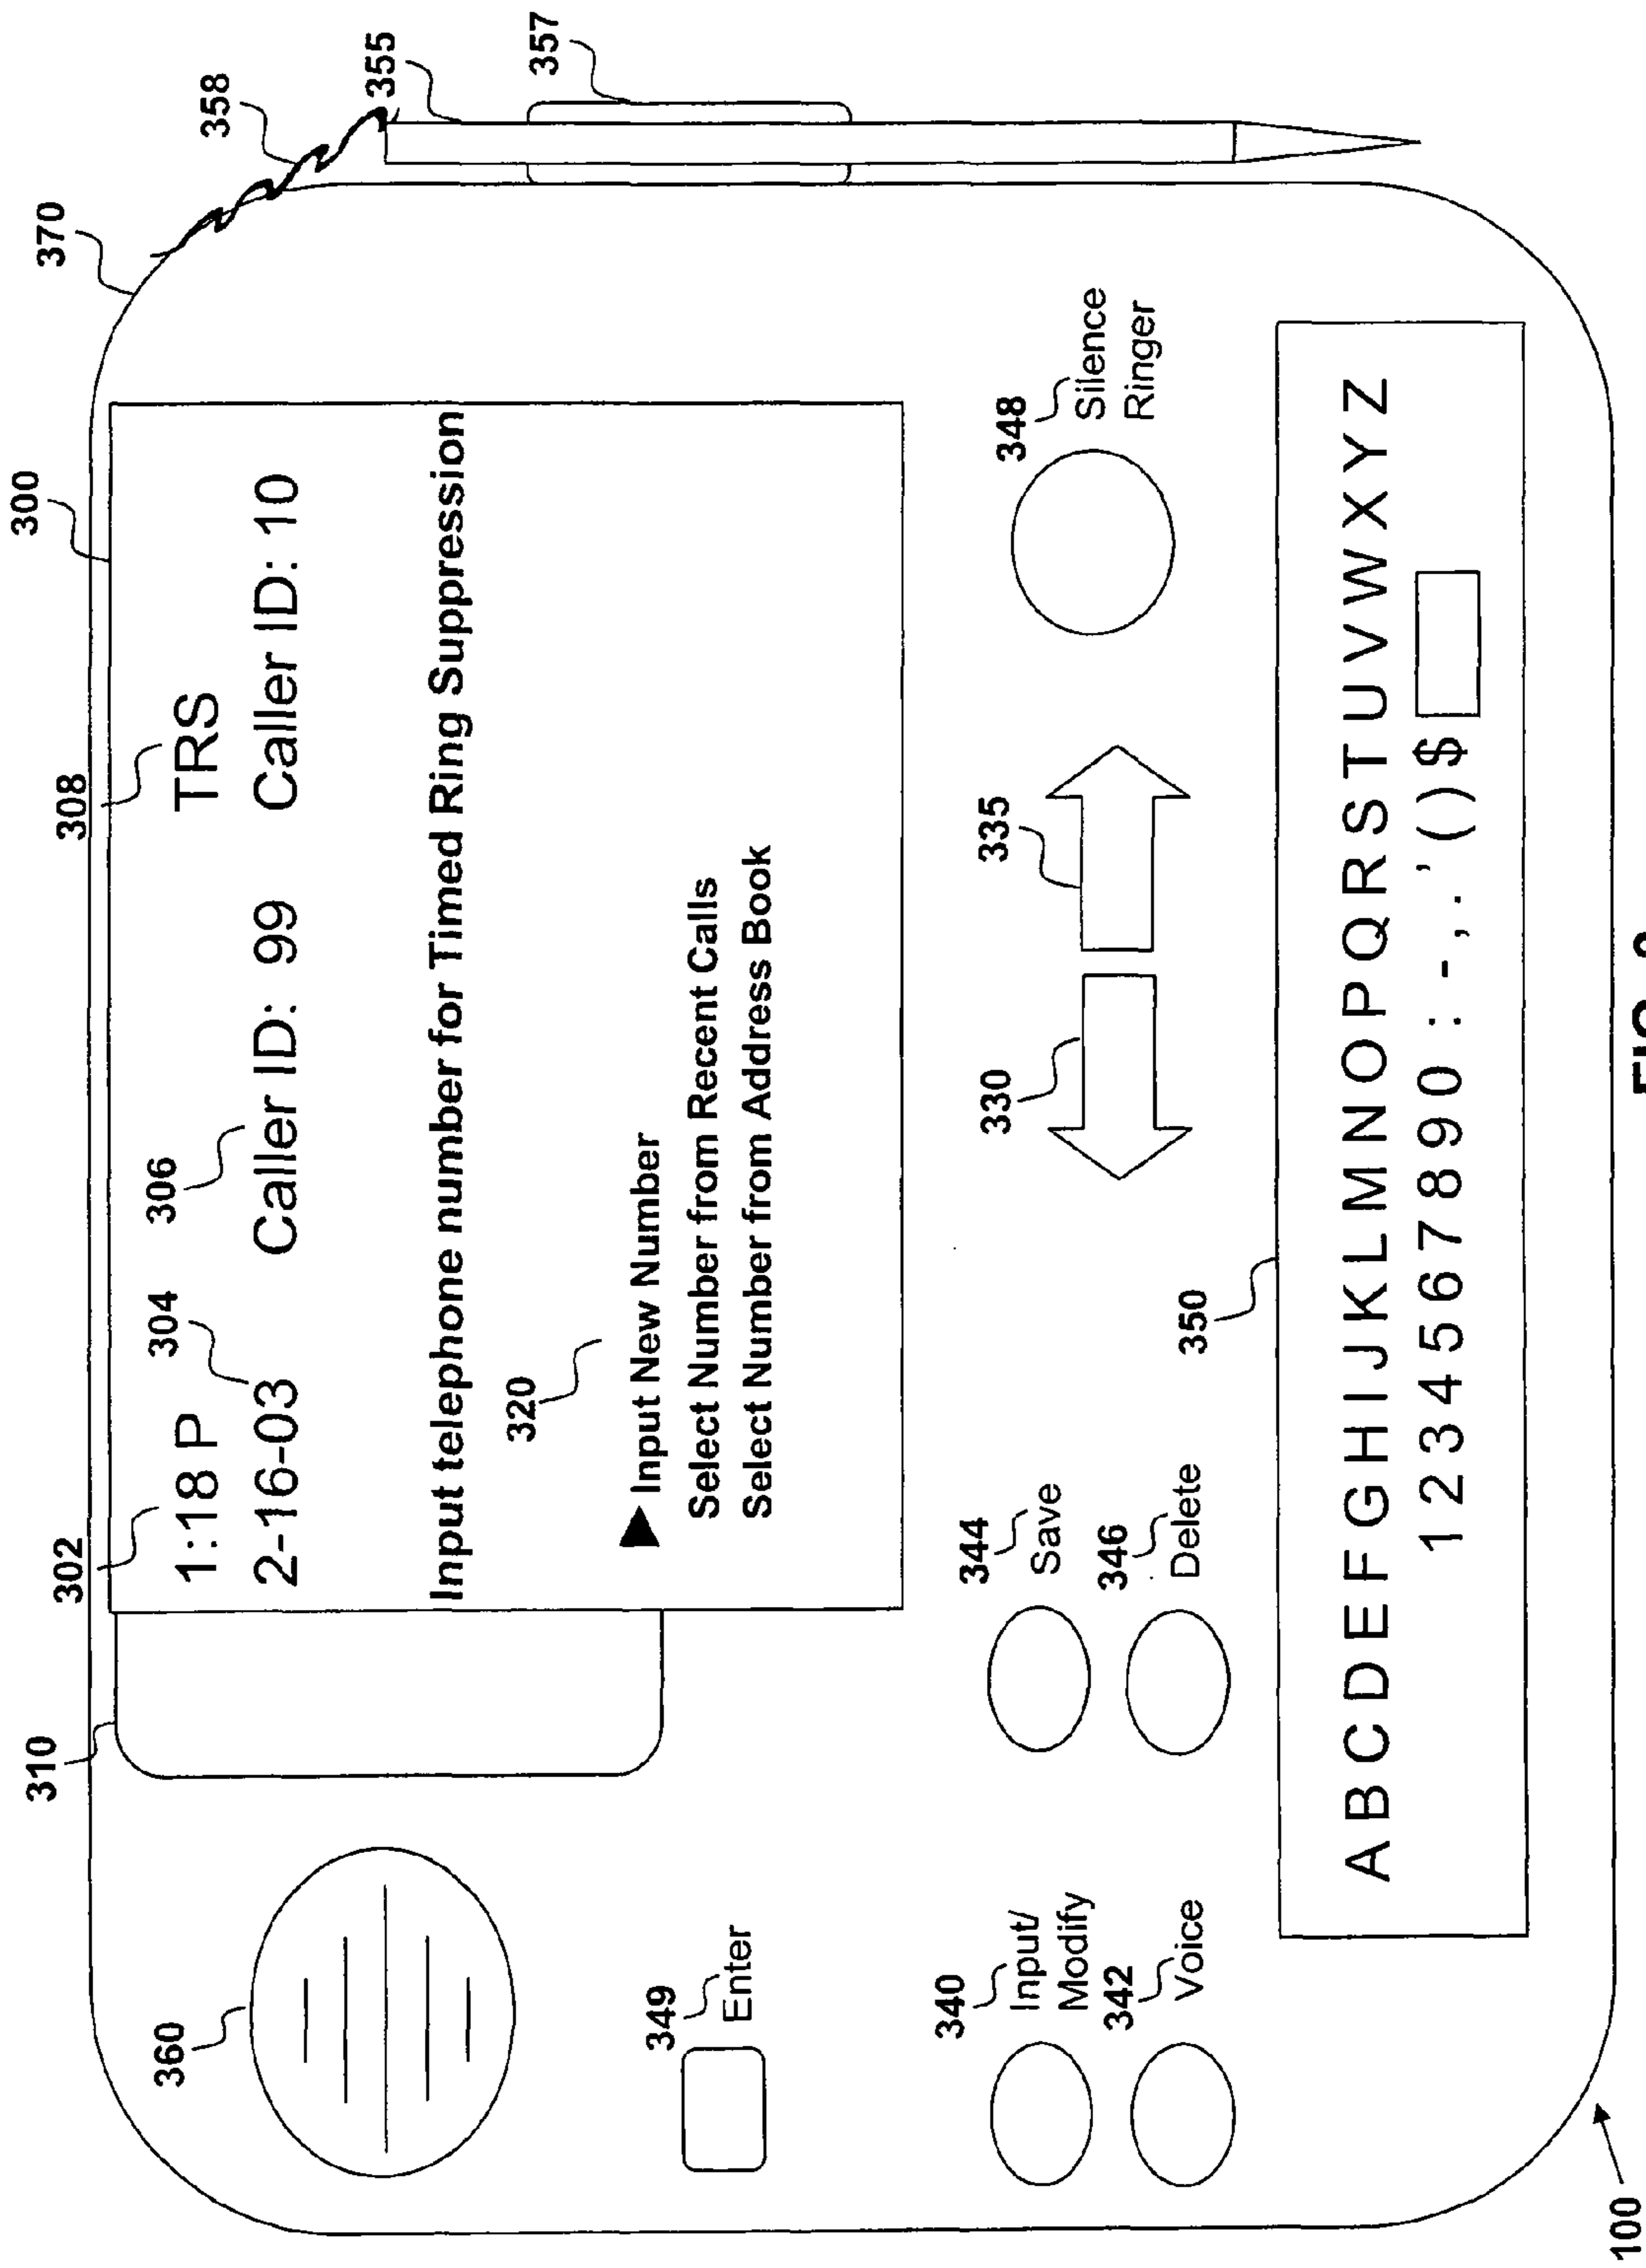 300
302
308
370
358
355
357
310
1:18 P
TRS
304
306
2-16-03
Caller ID: 99
Caller ID: 10
Input telephone number for Timed Ring Suppression
320
Input New Number
Select Number from Recent Calls
Select Number from Address Book
360
349
Enter
340
Input/
Modify
342
Voice
344
Save
346
Delete
330
335
348
Silence
Ringer
350
A B C D E F G H I J K L M N O P Q R S T U V W X Y Z
1 2 3 4 5 6 7 8 9 0 : - , . ' ( ) $
100
FIG.